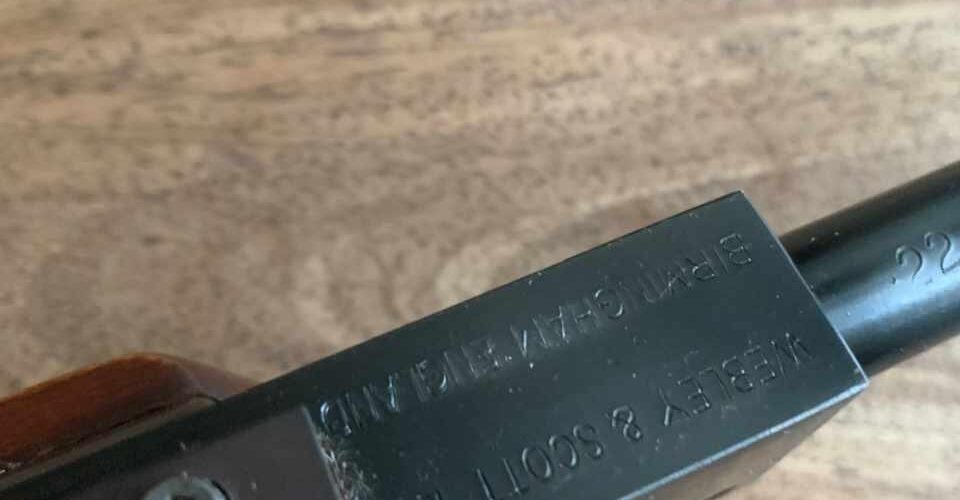 WEBLEY & SCOTT
BIRMINGHAM ENGLAND
.22